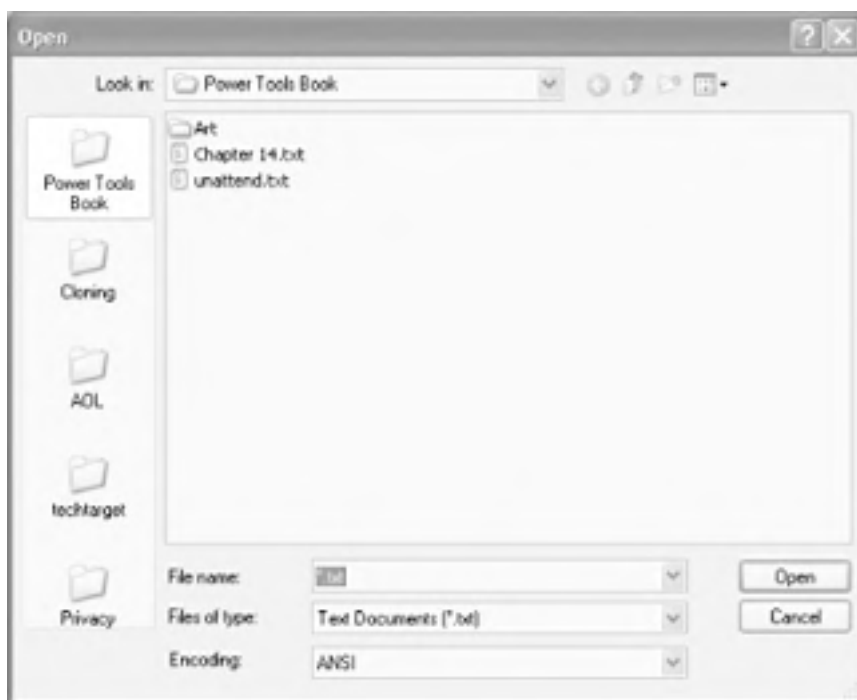 Open
Look in: Power Tools Book
Art
Chapter 14.txt
unattend.txt
Power Tools
Book
Cloning
AOL
techtarget
Privacy
File name: *.txt Open
Files of type: Text Documents (*.txt) Cancel
Encoding: ANSI